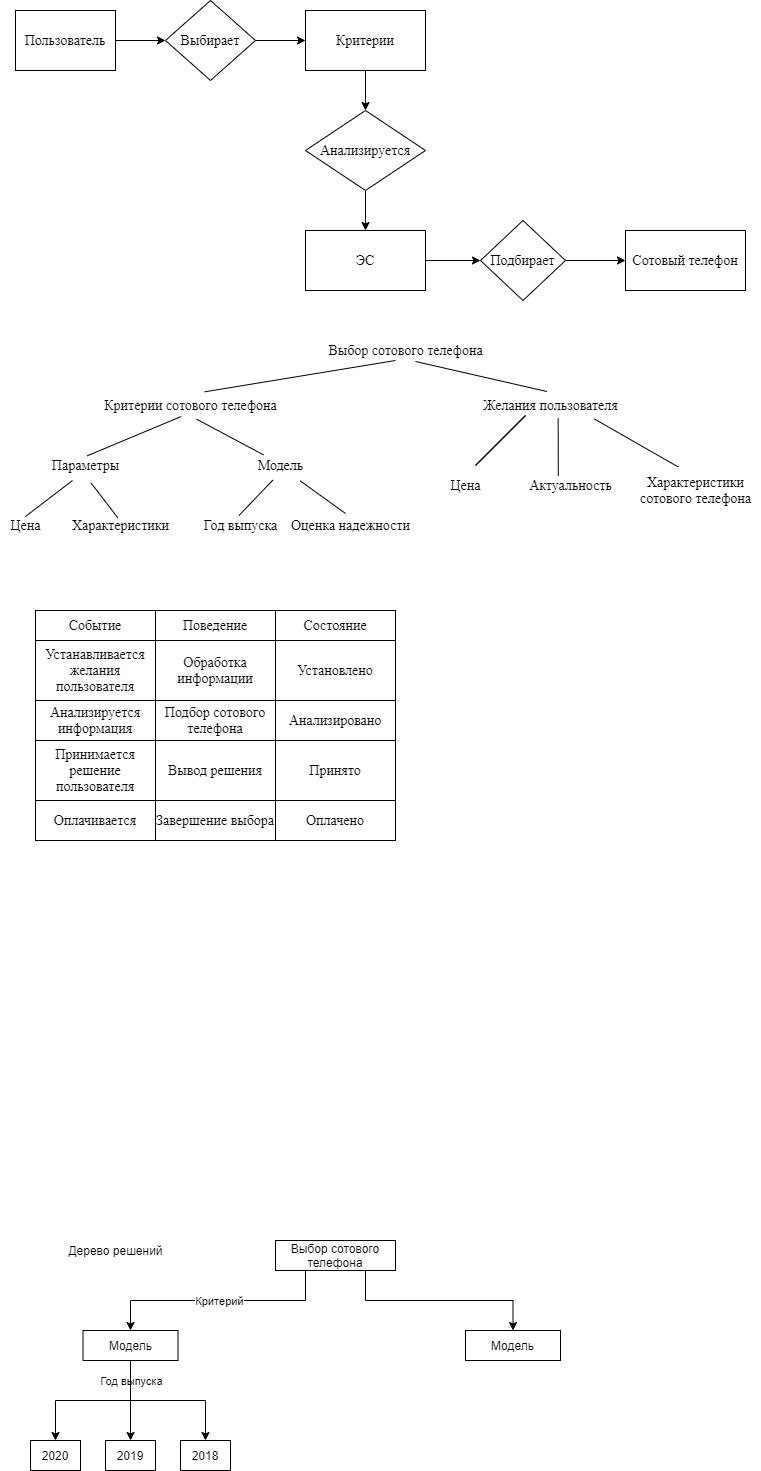 Пользователь
Выбирает
Критерии
Анализируется
ЭС
Подбирает
Сотовый телефон
Выбор сотового телефона
Критерии сотового телефона
Желания пользователя
Параметры
Модель
Цена
Актуальность
Характеристики
сотового телефона
Цена
Характеристики
Год выпуска
Оценка надежности
Событие
Поведение
Состояние
Устанавливается
желания
пользователя
Обработка
информации
Установлено
Анализируется
информация
Подбор сотового
телефона
Анализировано
Принимается
решение
пользователя
Вывод решения
Принято
Оплачивается
Завершение выбора
Оплачено
Дерево решений
Выбор сотового
телефона
Критерий
Модель
Модель
Год выпуска
2020
2019
2018